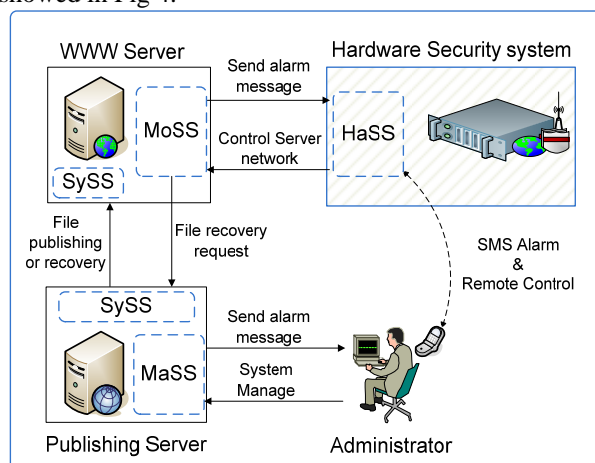 showed in Fig 4.
WWW Server
Hardware Security system
Send alarm
message
MoSS
HaSS
Control Server
network
SySS
File
publishing
or recovery
File recovery
request
SMS Alarm
&
Remote Control
SySS
Send alarm
message
MaSS
System
Manage
Publishing Server
Administrator